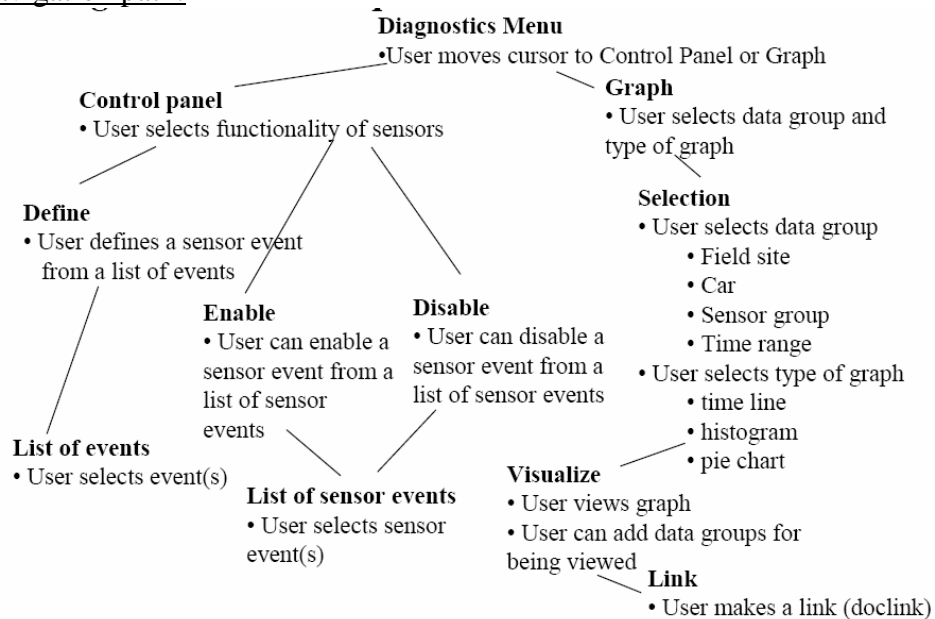 Diagnostics Menu
•User moves cursor to Control Panel or Graph
Control panel
• User selects functionality of sensors
Graph
• User selects data group and
type of graph
Define
• User defines a sensor event
from a list of events
Selection
• User selects data group
• Field site
• Car
• Sensor group
• Time range
• User selects type of graph
• time line
• histogram
• pie chart
Enable
• User can enable a
sensor event from a
list of sensor
events
Disable
• User can disable a
sensor event from a
list of sensor events
List of events
• User selects event(s)
List of sensor events
• User selects sensor
event(s)
Visualize
• User views graph
• User can add data groups for
being viewed
Link
• User makes a link (doclink)